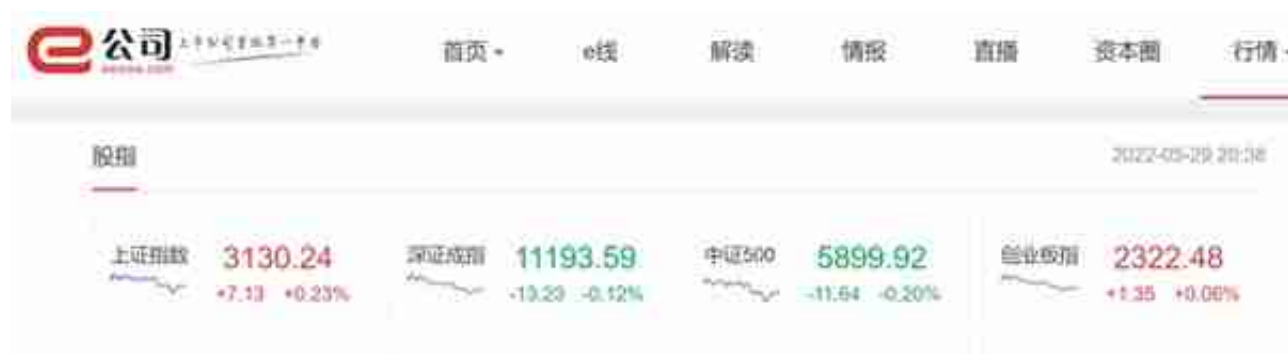 公司
首页 e线 解读 情报 直播 资本圈 行情
股指 2022-05-29 20:38
上证指数 3130.24 深证成指 11193.59 中证500 5899.92 创业板指 2322.48
+7.13 +0.23% -13.23 -0.12% -11.64 -0.20% +1.35 +0.06%